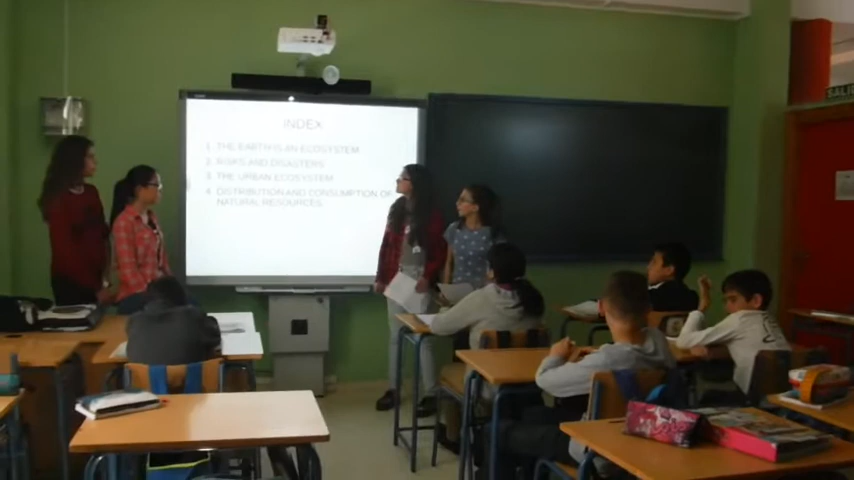 INDEX
1. THE EARTH IS AN ECOSYSTEM
2. RISKS AND DISASTERS
3. THE URBAN ECOSYSTEM
4. DISTRIBUTION AND CONSUMPTION OF
NATURAL RESOURCES